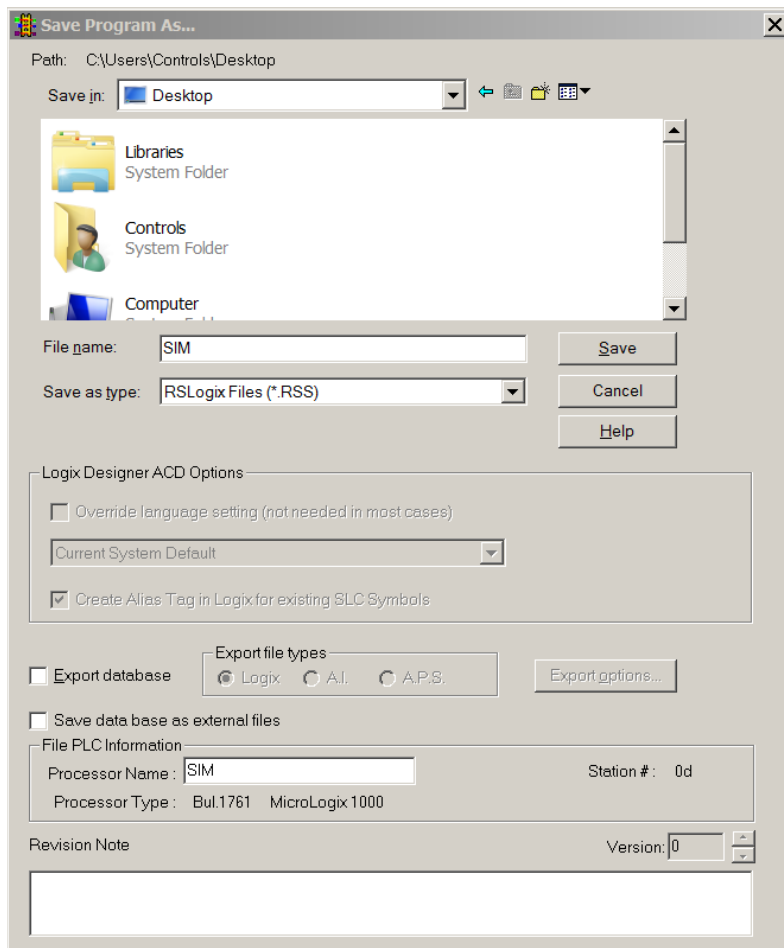 Save Program As...
Path: C:\Users\Controls\Desktop
Save in: Desktop
Libraries
System Folder
Controls
System Folder
Computer
File name: SIM Save
Save as type: RSLogix Files (*.RSS) Cancel
Help
Logix Designer ACD Options
Override language setting (not needed in most cases)
Current System Default
Create Alias Tag in Logix for existing SLC Symbols
Export file types
Export database Logix A.I. A.P.S. Export options...
Save data base as external files
File PLC Information
Processor Name : SIM Station # : 0d
Processor Type : Bul.1761 MicroLogix 1000
Revision Note Version: 0